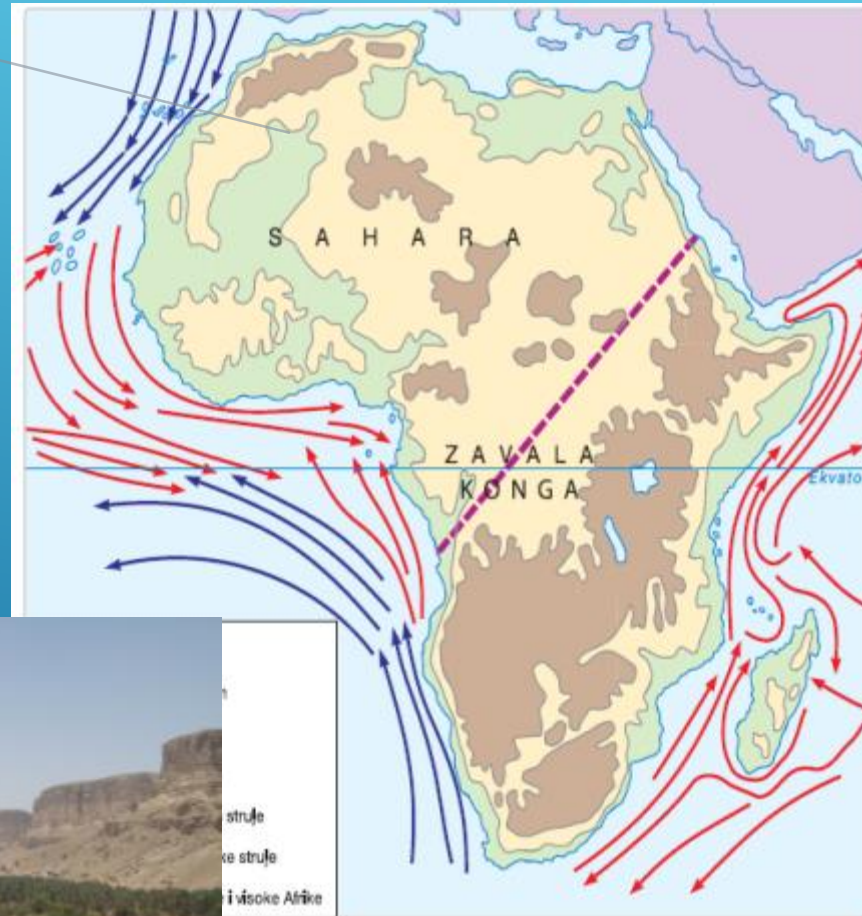 S A H A R A
Z A V A L A
K O N G A
Ekvato
struje
ke struje
i visoke Afrike